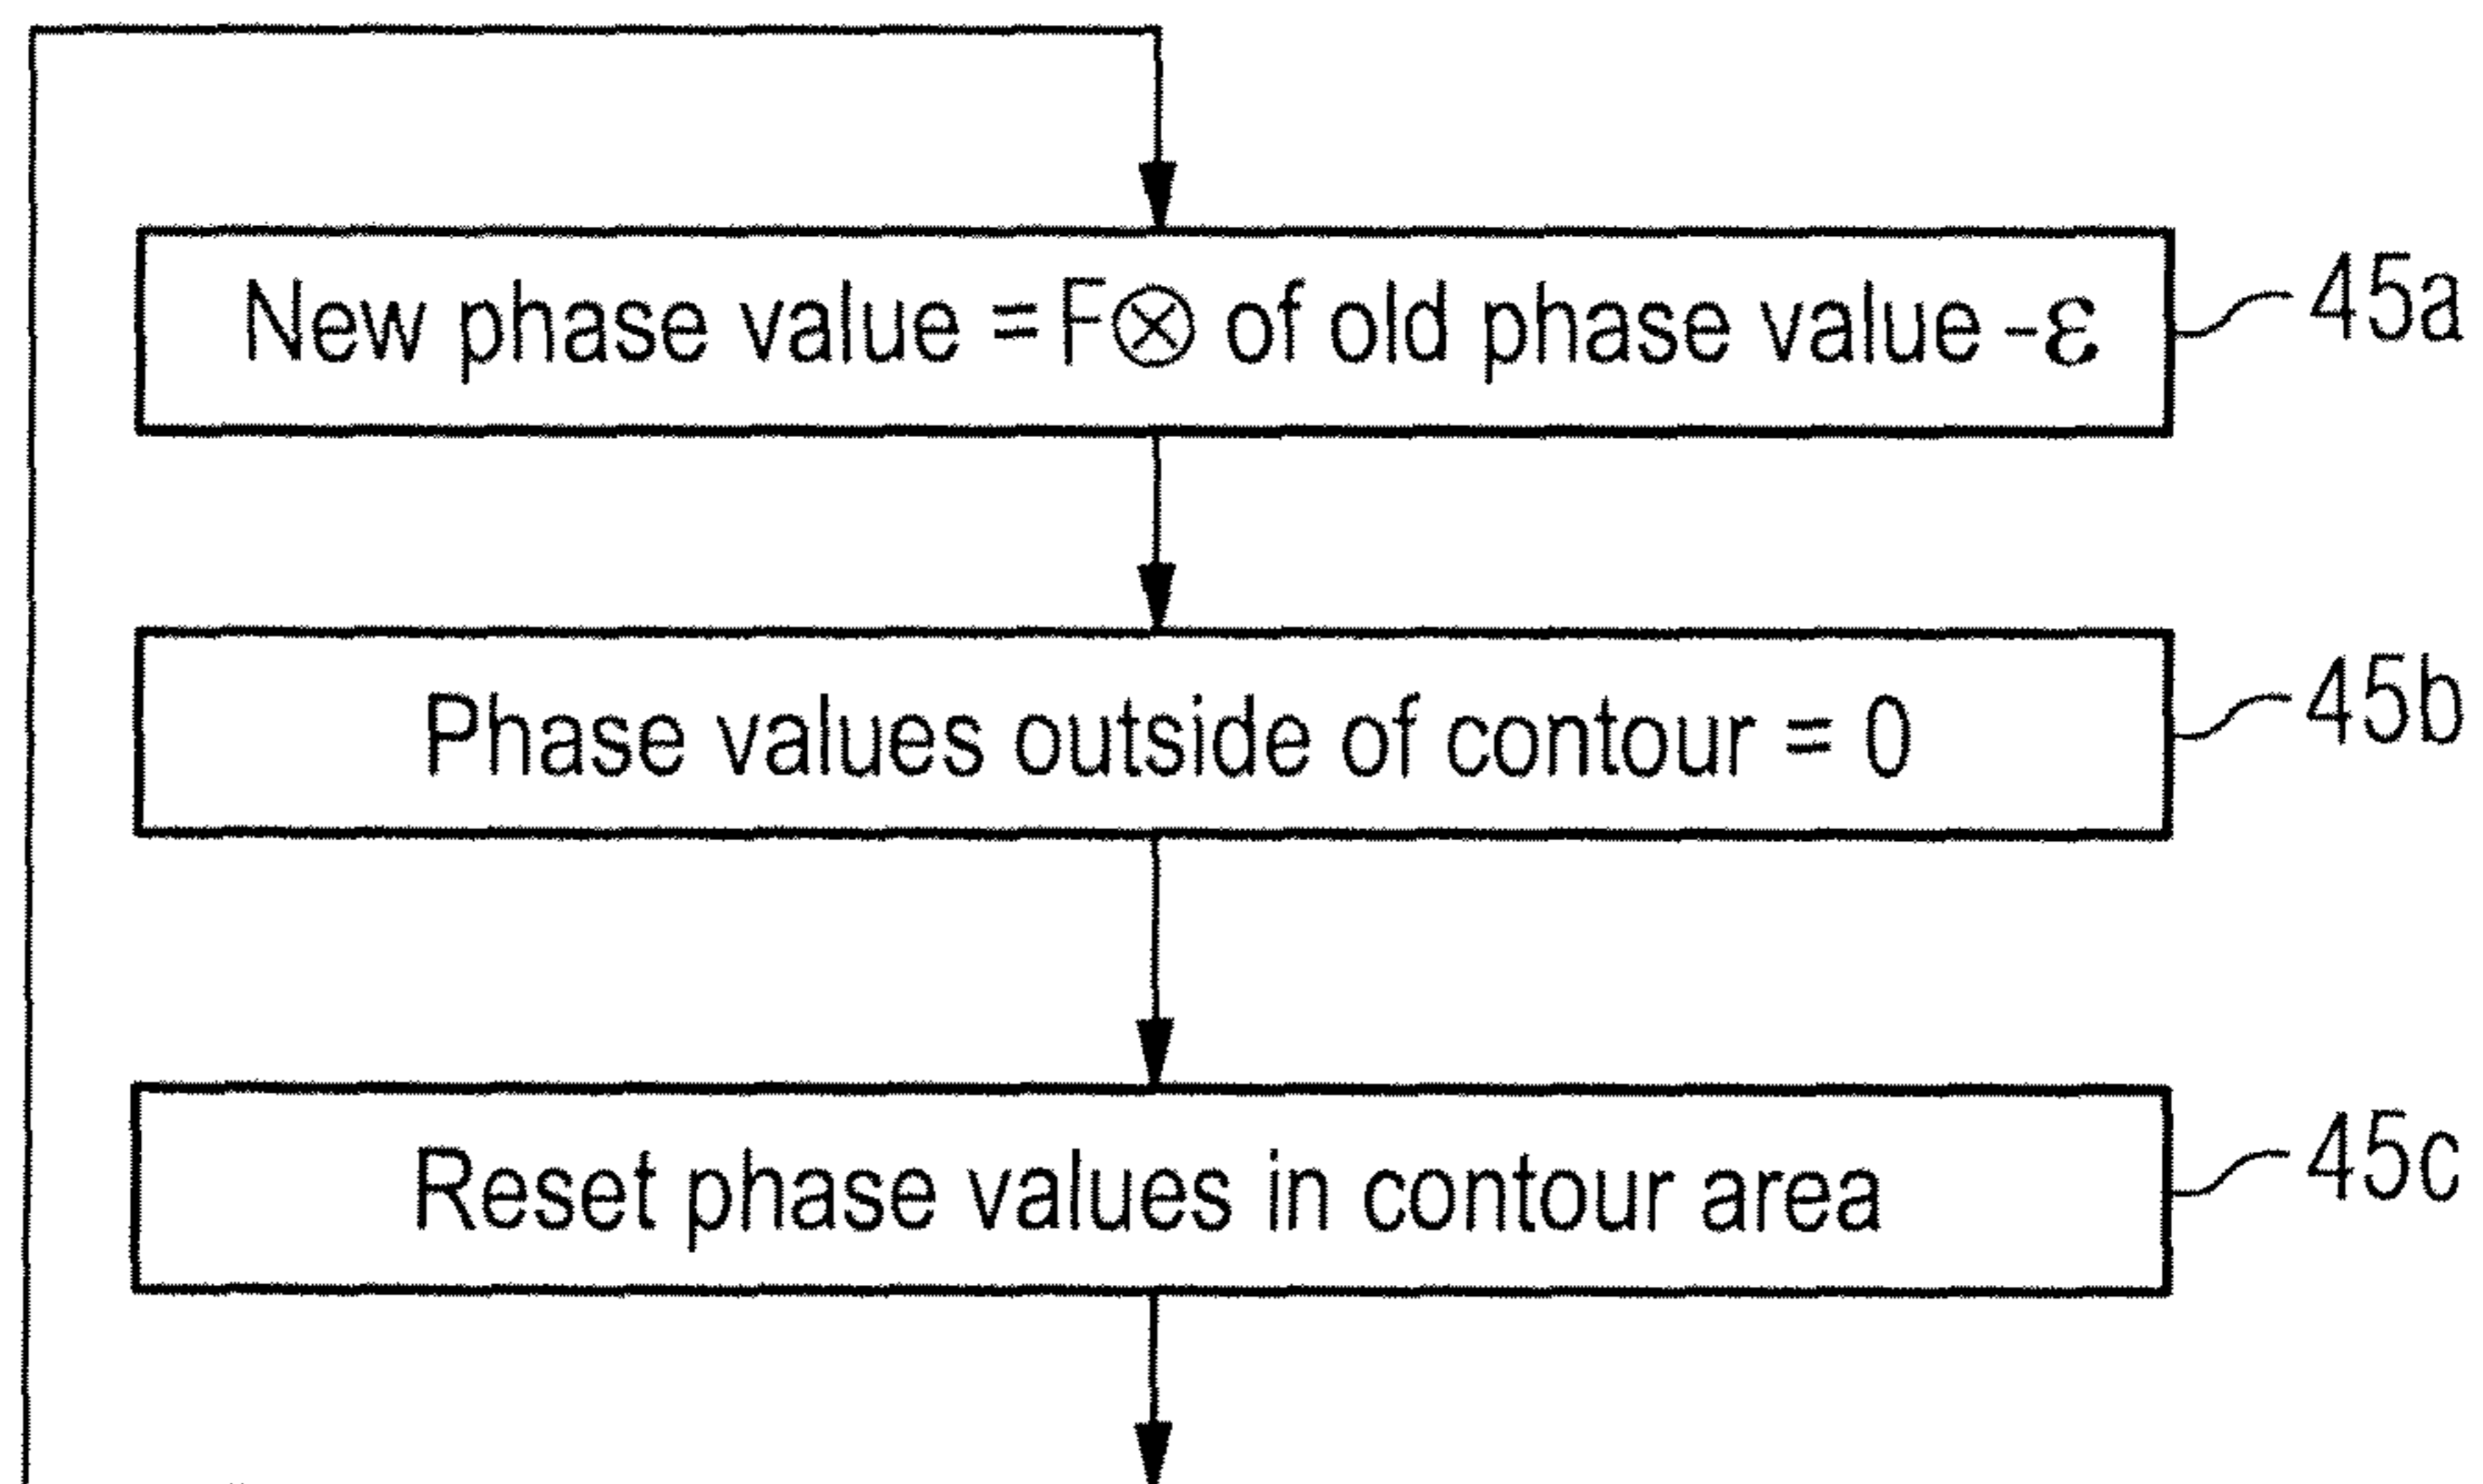 New phase value = F⊗ of old phase value -ε
45a
Phase values outside of contour = 0
45b
Reset phase values in contour area
45c